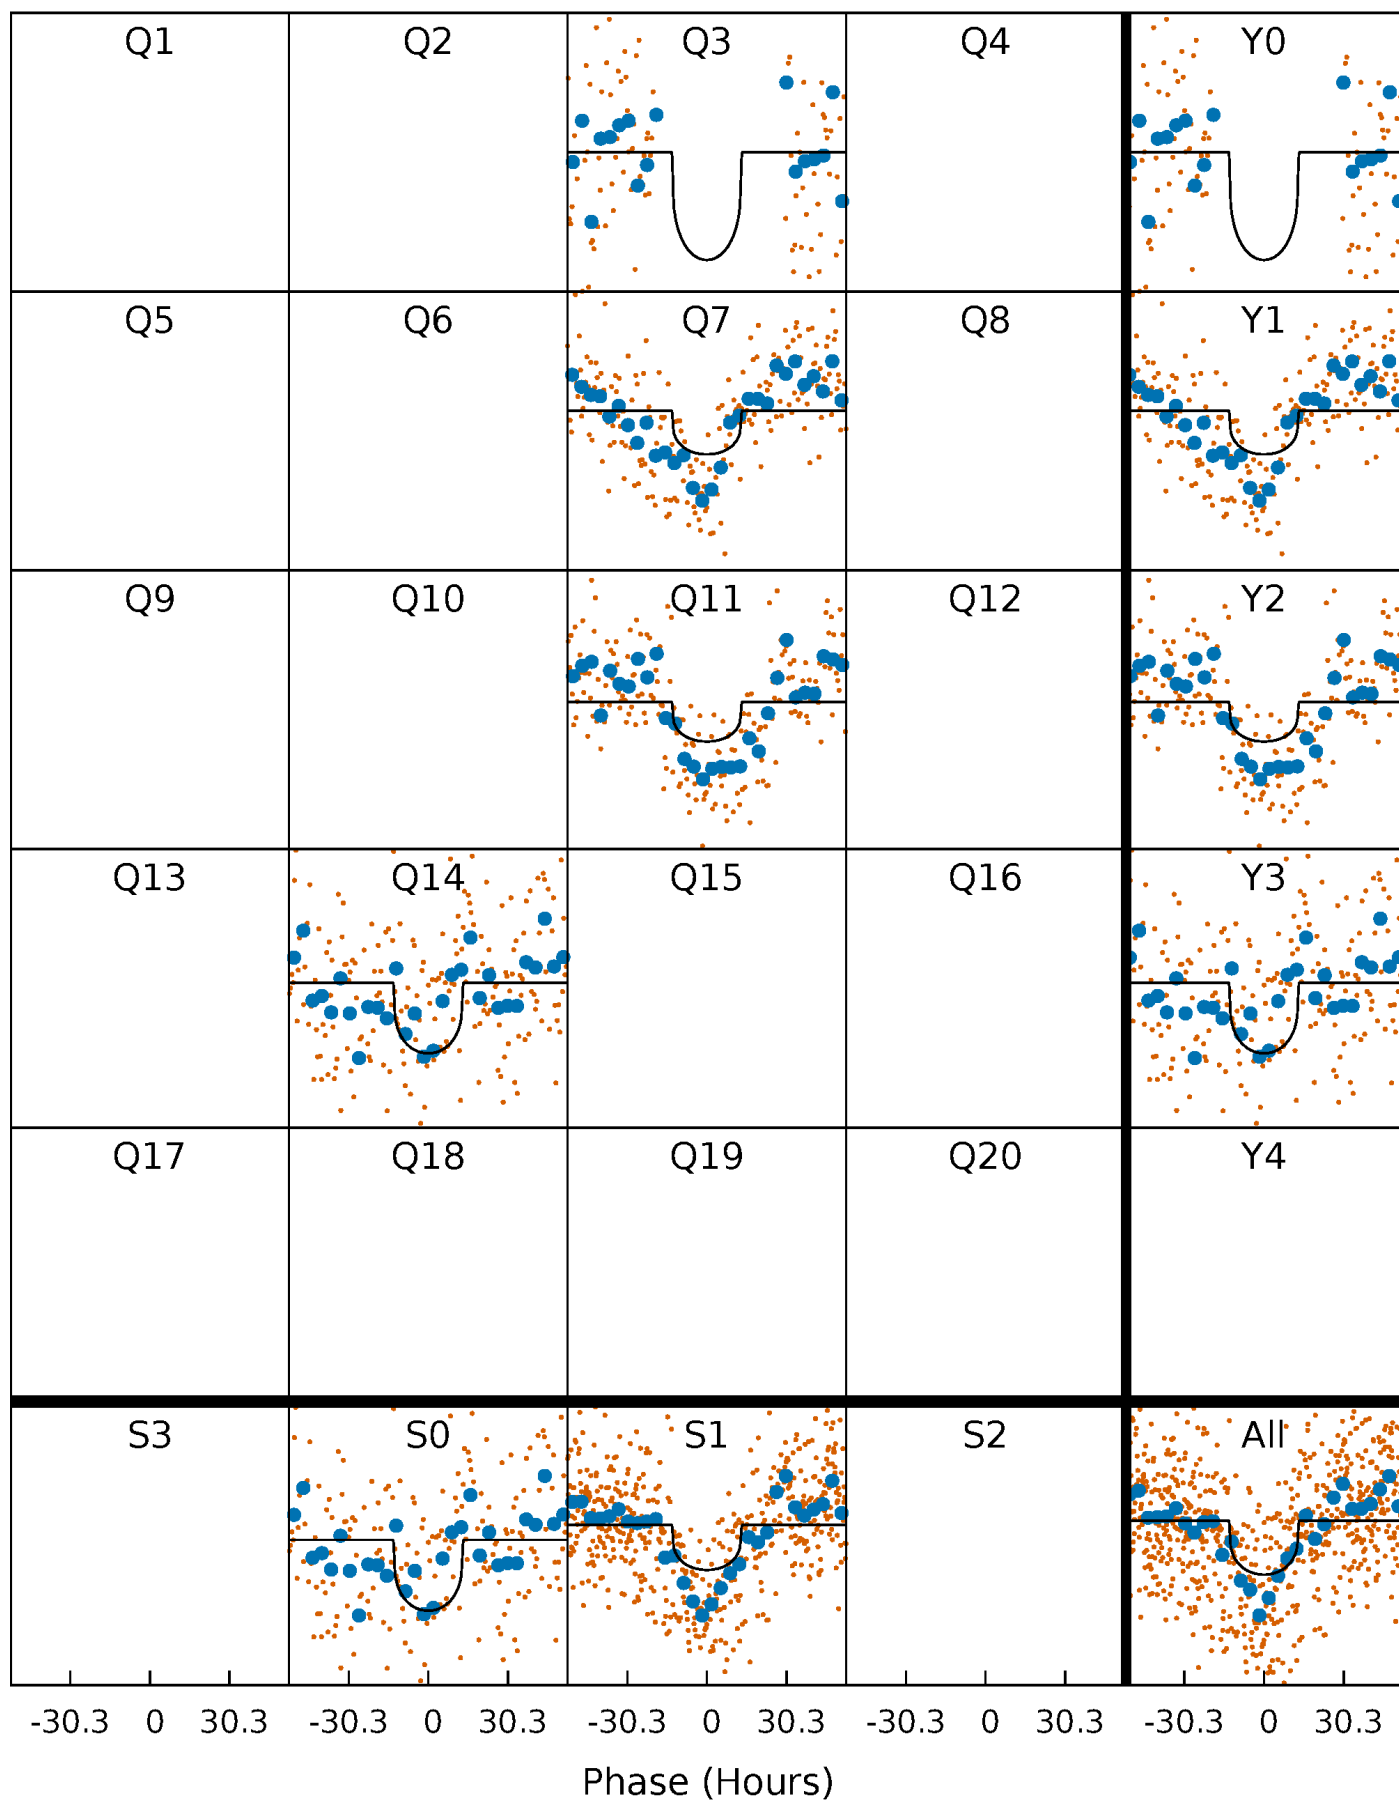 Q1 Q2 Q3 Q4 Y0
Q5 Q6 Q7 Q8 Y1
Q9 Q10 Q11 Q12 Y2
Q13 Q14 Q15 Q16 Y3
Q17 Q18 Q19 Q20 Y4
S3 S0 S1 S2 All
-30.3 0 30.3 -30.3 0 30.3 -30.3 0 30.3 -30.3 0 30.3 -30.3 0 30.3
Phase (Hours)